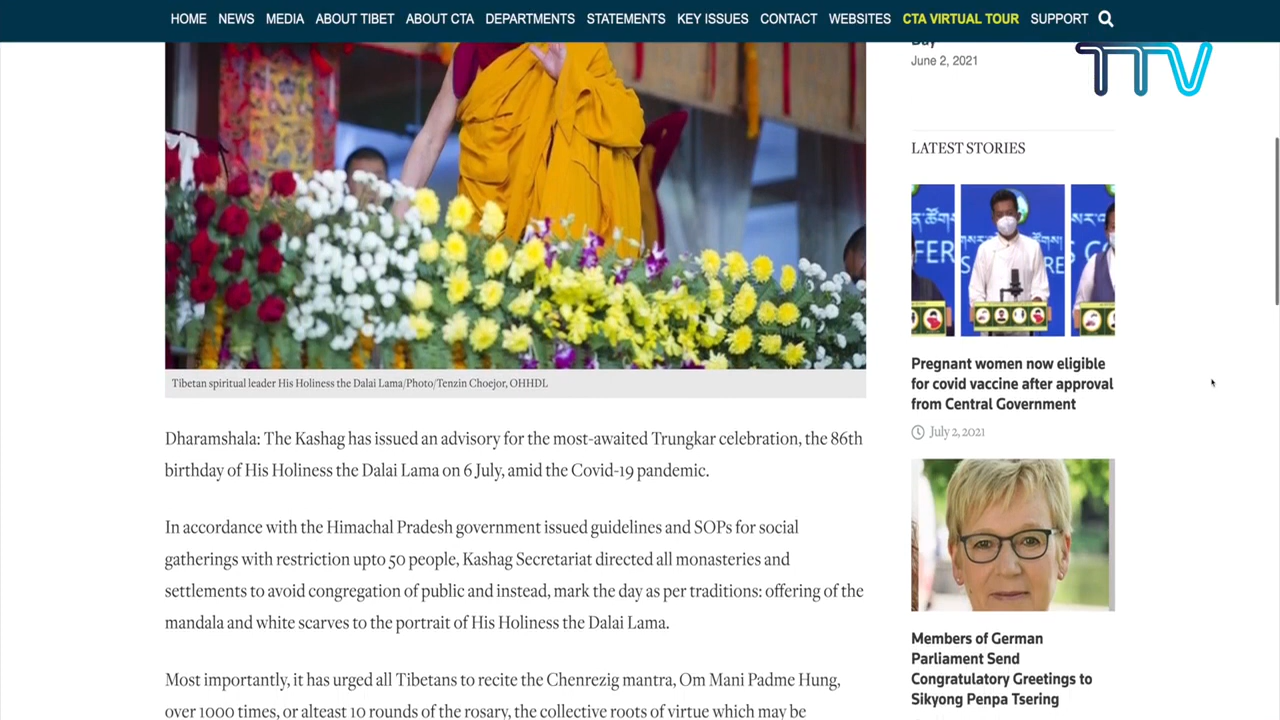 HOME NEWS MEDIA ABOUT TIBET ABOUT CTA DEPARTMENTS STATEMENTS KEY ISSUES CONTACT WEBSITES CTA VIRTUAL TOUR SUPPORT
Day
June 2, 2021
TTV
LATEST STORIES
Pregnant women now eligible
for covid vaccine after approval
from Central Government
July 2, 2021
Members of German
Parliament Send
Congratulatory Greetings to
Sikyong Penpa Tsering
Tibetan spiritual leader His Holiness the Dalai Lama/Photo/Tenzin Choejor, OHHDL
Dharamshala: The Kashag has issued an advisory for the most-awaited Trungkar celebration, the 86th
birthday of His Holiness the Dalai Lama on 6 July, amid the Covid-19 pandemic.
In accordance with the Himachal Pradesh government issued guidelines and SOPs for social
gatherings with restriction upto 50 people, Kashag Secretariat directed all monasteries and
settlements to avoid congregation of public and instead, mark the day as per traditions: offering of the
mandala and white scarves to the portrait of His Holiness the Dalai Lama.
Most importantly, it has urged all Tibetans to recite the Chenrezig mantra, Om Mani Padme Hung,
over 1000 times, or alteast 10 rounds of the rosary, the collective roots of virtue which may be